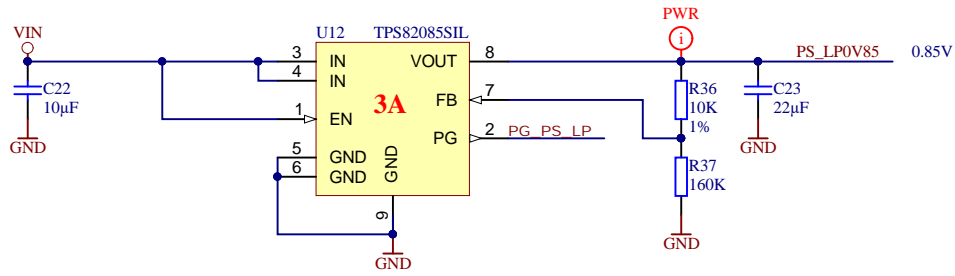 PWR
VIN
U12 TPS82085SIL
i
3 IN VOUT 8 PS_LP0V85 0.85V
4 IN
C22 R36 C23
10µF FB 7 10K 22µF
3A
1 EN 1%
PG 2 PG_PS_LP
GND GND
5 GND R37
6 GND 160K
GND
9
GND
GND